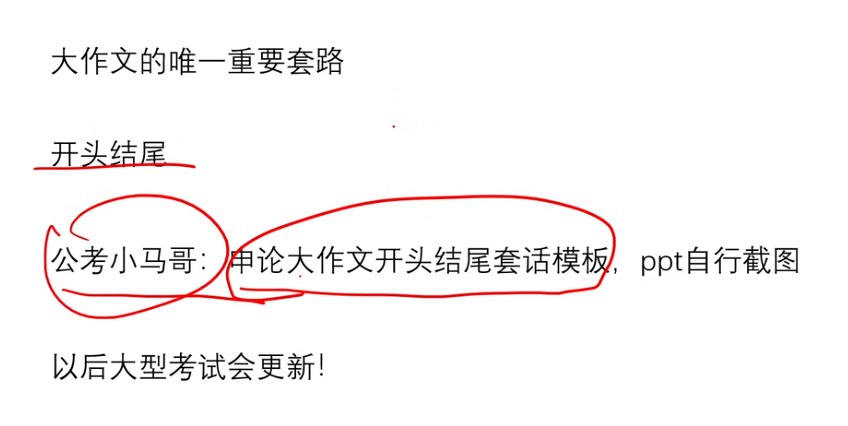 大作文的唯一重要套路
开头结尾
公考小马哥：申论大作文开头结尾套话模板，ppt自行截图
以后大型考试会更新！